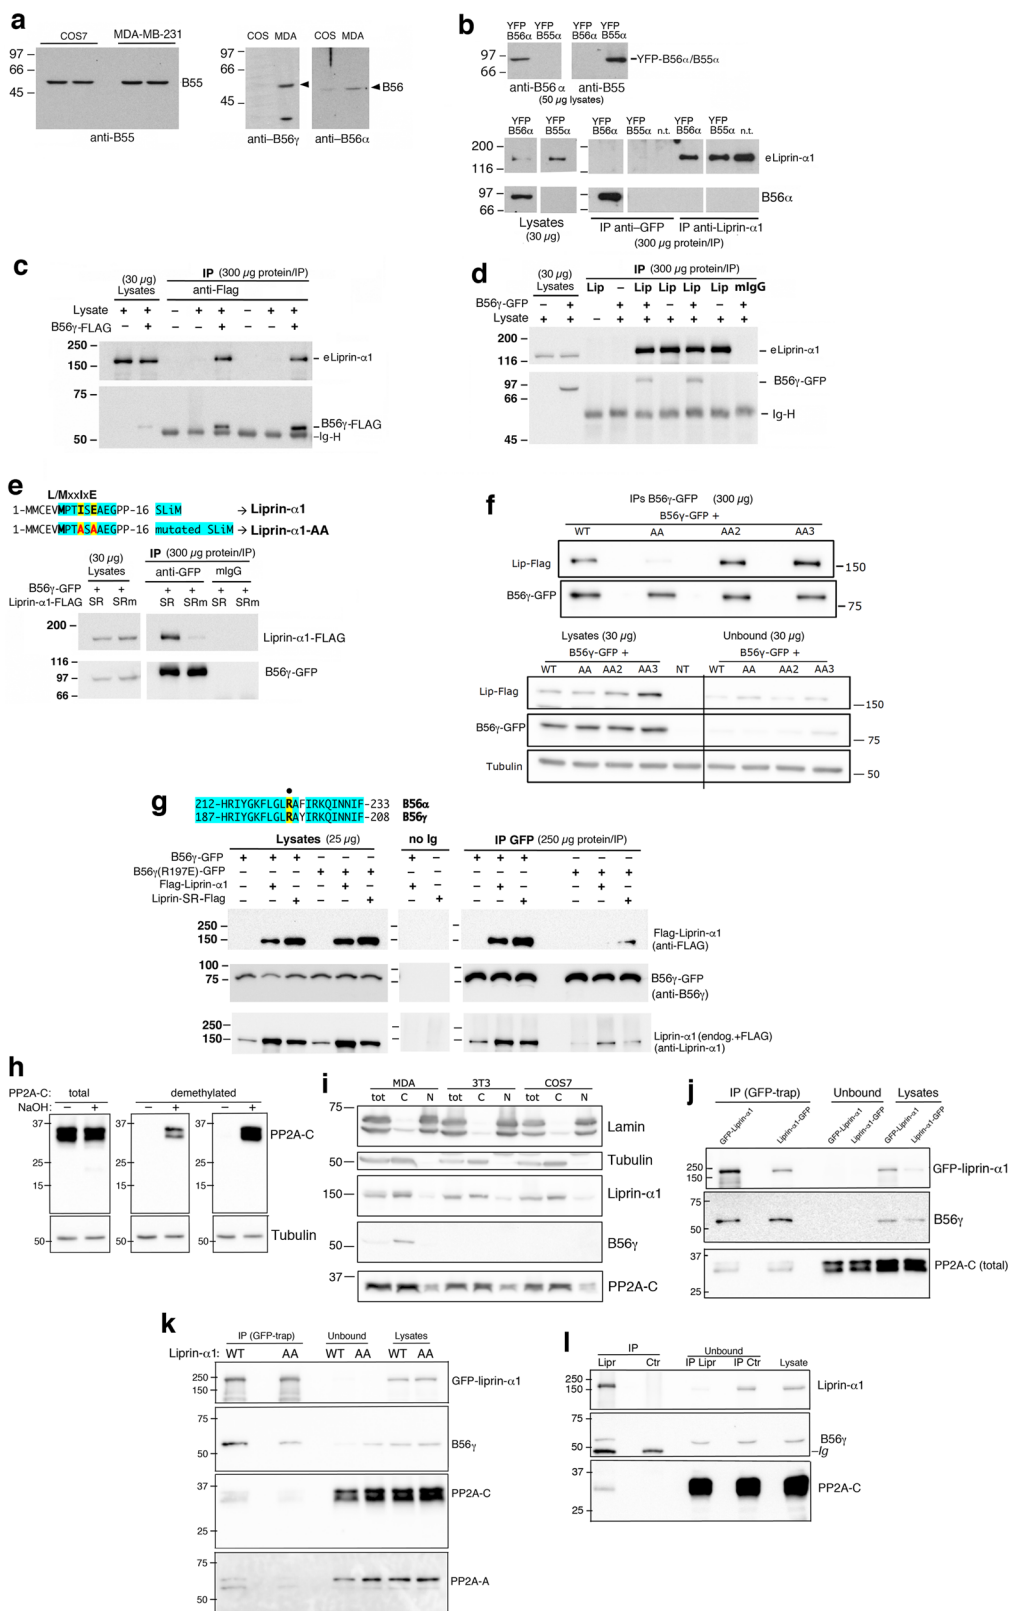 a
COS7 MDA-MB-231
97
66
45
B55
anti-B55
COS MDA COS MDA
97
66
45
B56
anti–B56γ anti–B56α
b
YFP YFP YFP YFP
B56α B55α B56α B55α
97
66
YFP-B56α/B55α
anti-B56α anti-B55
(50 µg lysates)
YFP YFP YFP YFP YFP YFP
B56α B55α B56α B55α n.t. B56α B55α n.t.
200
116
eLiprin-α1
97
66
B56α
Lysates IP anti–GFP IP anti-Liprin-α1
(30 µg) (300 µg protein/IP)
c
(30 µg) IP (300 µg protein/IP)
Lysates anti-Flag
Lysate + + – + + – + +
B56γ-FLAG – + – – + – – +
250
150
eLiprin-α1
75
50
B56γ-FLAG
Ig-H
d
(30 µg) IP (300 µg protein/IP)
Lysates Lip – Lip Lip Lip Lip mIgG
B56γ-GFP – + + + – + – +
Lysate + + – + + + + + +
200
116
eLiprin-α1
97
66
45
B56γ-GFP
Ig-H
e
L/MxxIxE
1-MMCEVMPTISEAEGPP-16 SLiM → Liprin-α1
1-MMCEVMPTASAAEGPP-16 mutated SLiM → Liprin-α1-AA
(30 µg) IP (300 µg protein/IP)
Lysates anti-GFP mIgG
B56γ-GFP + + + + + +
Liprin-α1-FLAG SR SRm SR SRm SR SRm
200
Liprin-α1-FLAG
116
97
66
B56γ-GFP
f
IPs B56γ-GFP (300 µg)
B56γ-GFP +
WT AA AA2 AA3
Lip-Flag
150
B56γ-GFP
75
Lysates (30 µg) Unbound (30 µg)
B56γ-GFP + B56γ-GFP +
WT AA AA2 AA3 NT WT AA AA2 AA3
Lip-Flag
150
B56γ-GFP
75
Tubulin
50
g
212-HRIYGKFLGLRAFIRKQINNIF-233 B56α
187-HRIYGKFLGLRAYIRKQINNIF-208 B56γ
Lysates (25 µg) no Ig IP GFP (250 µg protein/IP)
B56γ-GFP + + + – – – + – + + + – – –
B56γ(R197E)-GFP – – – + + + – + – – – + + +
Flag-Liprin-α1 – + – – + – + – – + – – + –
Liprin-SR-Flag – – + – – + – + – – + – – +
250
150
Flag-Liprin-α1
(anti-FLAG)
100
75
B56γ-GFP
(anti-B56γ)
250
150
Liprin-α1 (endog.+FLAG)
(anti-Liprin-α1)
h
PP2A-C: total demethylated
NaOH: – + – + – +
37 37 37
25 25 25
15 15 15
PP2A-C
50 50 50
Tubulin
i
MDA 3T3 COS7
tot C N tot C N tot C N
75
Lamin
50
Tubulin
150
Liprin-α1
50
B56γ
37
PP2A-C
j
IP (GFP-trap) Unbound Lysates
GFP-Liprin-α1 Liprin-α1-GFP GFP-Liprin-α1 Liprin-α1-GFP GFP-Liprin-α1 Liprin-α1-GFP
250
150
GFP-liprin-α1
75
50
B56γ
37
25
PP2A-C (total)
k
IP (GFP-trap) Unbound Lysates
Liprin-α1: WT AA WT AA WT AA
250
150
GFP-liprin-α1
75
50
B56γ
37
25
PP2A-C
75
50
PP2A-A
l
IP Unbound
Lipr Ctr IP Lipr IP Ctr Lysate
250
150
Liprin-α1
75
50
B56γ
Ig
37
25
PP2A-C